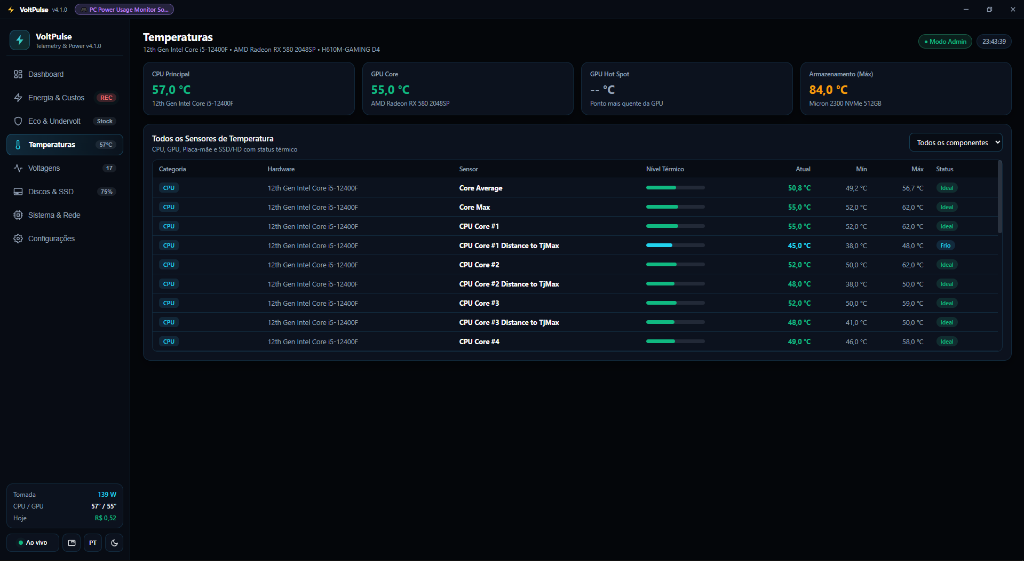 VoltPulse v4.1.0 PC Power Usage Monitor So...
VoltPulse
Telemetry & Power v4.1.0
Dashboard
Energia & Custos REC
Eco & Undervolt Stock
Temperaturas 57°C
Voltagens 17
Discos & SSD 75%
Sistema & Rede
Configurações
Tomada 139 W
CPU / GPU 57° / 55°
Hoje R$ 0,52
Ao vivo PT
Temperaturas
12th Gen Intel Core i5-12400F • AMD Radeon RX 580 2048SP • H610M-GAMING D4
Modo Admin 23:43:39
CPU Principal
57,0 °C
12th Gen Intel Core i5-12400F
GPU Core
55,0 °C
AMD Radeon RX 580 2048SP
GPU Hot Spot
-- °C
Ponto mais quente da GPU
Armazenamento (Máx)
84,0 °C
Micron 2300 NVMe 512GB
Todos os Sensores de Temperatura
CPU, GPU, Placa-mãe e SSD/HD com status térmico
Todos os componentes
Categoria Hardware Sensor Nível Térmico Atual Mín Máx Status
CPU 12th Gen Intel Core i5-12400F Core Average 50,8 °C 49,2 °C 56,7 °C Ideal
CPU 12th Gen Intel Core i5-12400F Core Max 55,0 °C 52,0 °C 62,0 °C Ideal
CPU 12th Gen Intel Core i5-12400F CPU Core #1 55,0 °C 52,0 °C 62,0 °C Ideal
CPU 12th Gen Intel Core i5-12400F CPU Core #1 Distance to TjMax 45,0 °C 38,0 °C 48,0 °C Frio
CPU 12th Gen Intel Core i5-12400F CPU Core #2 52,0 °C 50,0 °C 62,0 °C Ideal
CPU 12th Gen Intel Core i5-12400F CPU Core #2 Distance to TjMax 48,0 °C 38,0 °C 50,0 °C Ideal
CPU 12th Gen Intel Core i5-12400F CPU Core #3 52,0 °C 50,0 °C 59,0 °C Ideal
CPU 12th Gen Intel Core i5-12400F CPU Core #3 Distance to TjMax 48,0 °C 41,0 °C 50,0 °C Ideal
CPU 12th Gen Intel Core i5-12400F CPU Core #4 49,0 °C 46,0 °C 58,0 °C Ideal